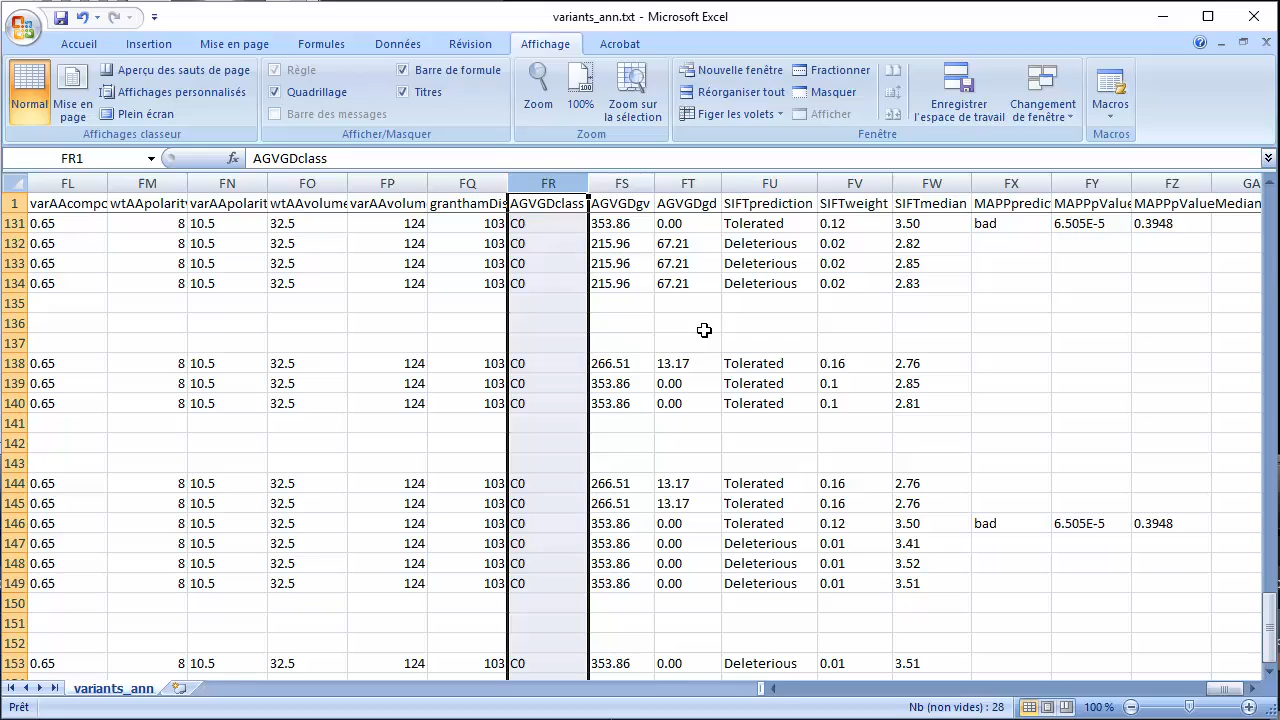 variants_ann.txt - Microsoft Excel
Accueil Insertion Mise en page Formules Données Révision Affichage Acrobat
Normal
Mise en page
Aperçu des sauts de page
Affichages personnalisés
Plein écran
Affichages classeur
Règle
Quadrillage
Barre des messages
Barre de formule
Titres
Afficher/Masquer
Zoom
100%
Zoom sur la sélection
Zoom
Nouvelle fenêtre
Réorganiser tout
Figer les volets
Fractionner
Masquer
Afficher
Enregistrer l'espace de travail
Changement de fenêtre
Fenêtre
Macros
Macros
FR1 fx AGVGDclass
FL FM FN FO FP FQ FR FS FT FU FV FW FX FY FZ GA
1 varAAcompo wtAApolarit varAApolarit wtAAvolume varAAvolum granthamDis AGVGDclass AGVGDgv AGVGDgd SIFTprediction SIFTweight SIFTmedian MAPPpredic MAPPpValue MAPPpValueMedian
131 0.65 8 10.5 32.5 124 103 C0 353.86 0.00 Tolerated 0.12 3.50 bad 6.505E-5 0.3948
132 0.65 8 10.5 32.5 124 103 C0 215.96 67.21 Deleterious 0.02 2.82
133 0.65 8 10.5 32.5 124 103 C0 215.96 67.21 Deleterious 0.02 2.85
134 0.65 8 10.5 32.5 124 103 C0 215.96 67.21 Deleterious 0.02 2.83
135
136
137
138 0.65 8 10.5 32.5 124 103 C0 266.51 13.17 Tolerated 0.16 2.76
139 0.65 8 10.5 32.5 124 103 C0 353.86 0.00 Tolerated 0.1 2.85
140 0.65 8 10.5 32.5 124 103 C0 353.86 0.00 Tolerated 0.1 2.81
141
142
143
144 0.65 8 10.5 32.5 124 103 C0 266.51 13.17 Tolerated 0.16 2.76
145 0.65 8 10.5 32.5 124 103 C0 266.51 13.17 Tolerated 0.16 2.76
146 0.65 8 10.5 32.5 124 103 C0 353.86 0.00 Tolerated 0.12 3.50 bad 6.505E-5 0.3948
147 0.65 8 10.5 32.5 124 103 C0 353.86 0.00 Deleterious 0.01 3.41
148 0.65 8 10.5 32.5 124 103 C0 353.86 0.00 Deleterious 0.01 3.52
149 0.65 8 10.5 32.5 124 103 C0 353.86 0.00 Deleterious 0.01 3.51
150
151
152
153 0.65 8 10.5 32.5 124 103 C0 353.86 0.00 Deleterious 0.01 3.51
variants_ann
Prêt Nb (non vides) : 28 100 %